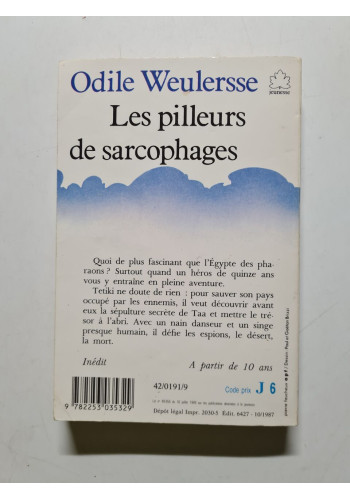 Odile Weulersse
jeunesse
Les pilleurs
de sarcophages
Quoi de plus fascinant que l'Égypte des pha-
raons ? Surtout quand un héros de quinze ans
vous y entraîne en pleine aventure.
Tetiki ne doute de rien : pour sauver son pays
occupé par les ennemis, il veut découvrir avant
eux la sépulture secrète de Taa et mettre le tré-
sor à l'abri. Avec un nain danseur et un singe
presque humain, il défie les espions, le désert,
la mort.
Inédit
A partir de 10 ans
42/0191/9
Code prix J 6
9 782253 035329
Dépôt légal Impr. 2030-5 Édit. 6427 - 10/1987